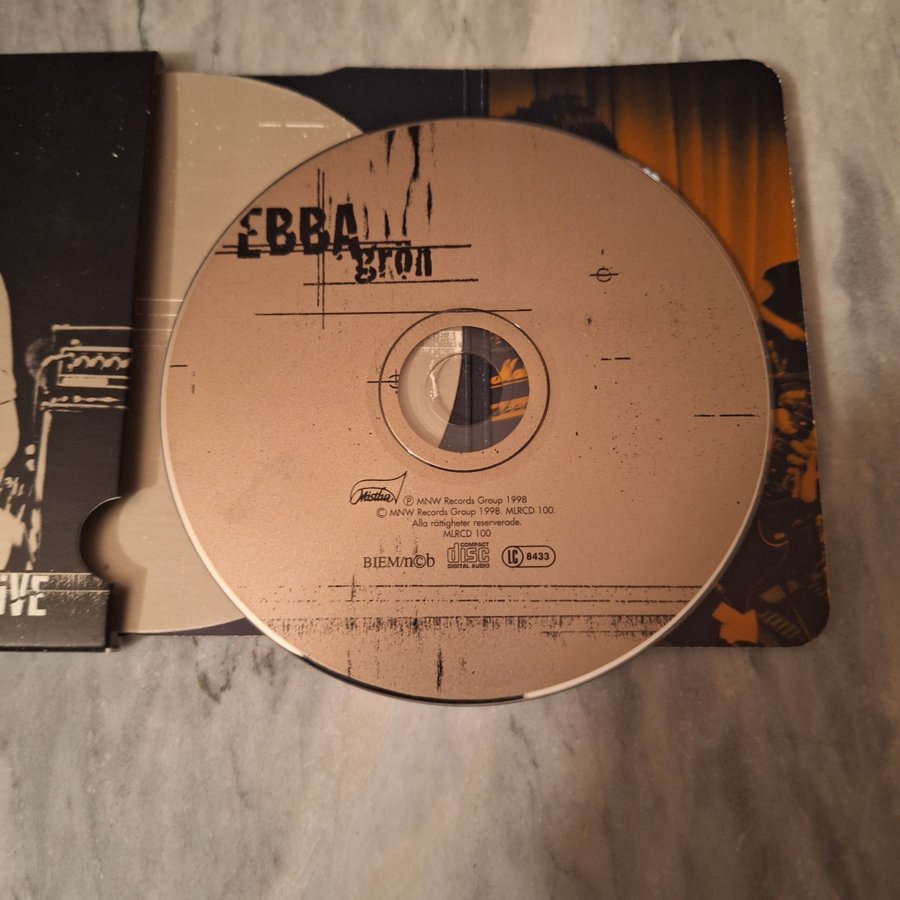 EBBA
grön
Mistlur
Ⓟ MNW Records Group 1998
© MNW Records Group 1998. MLRCD 100.
Alla rättigheter reserverade.
MLRCD 100
BIEM/n©b
COMPACT
disc
DIGITAL AUDIO
LC 8433
IVE